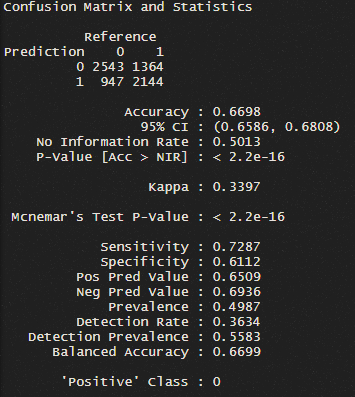 Confusion Matrix and Statistics
Reference
Prediction 0 1
0 2543 1364
1 947 2144
Accuracy : 0.6698
95% CI : (0.6586, 0.6808)
No Information Rate : 0.5013
P-Value [Acc > NIR] : < 2.2e-16
Kappa : 0.3397
Mcnemar's Test P-Value : < 2.2e-16
Sensitivity : 0.7287
Specificity : 0.6112
Pos Pred Value : 0.6509
Neg Pred Value : 0.6936
Prevalence : 0.4987
Detection Rate : 0.3634
Detection Prevalence : 0.5583
Balanced Accuracy : 0.6699
'Positive' Class : 0